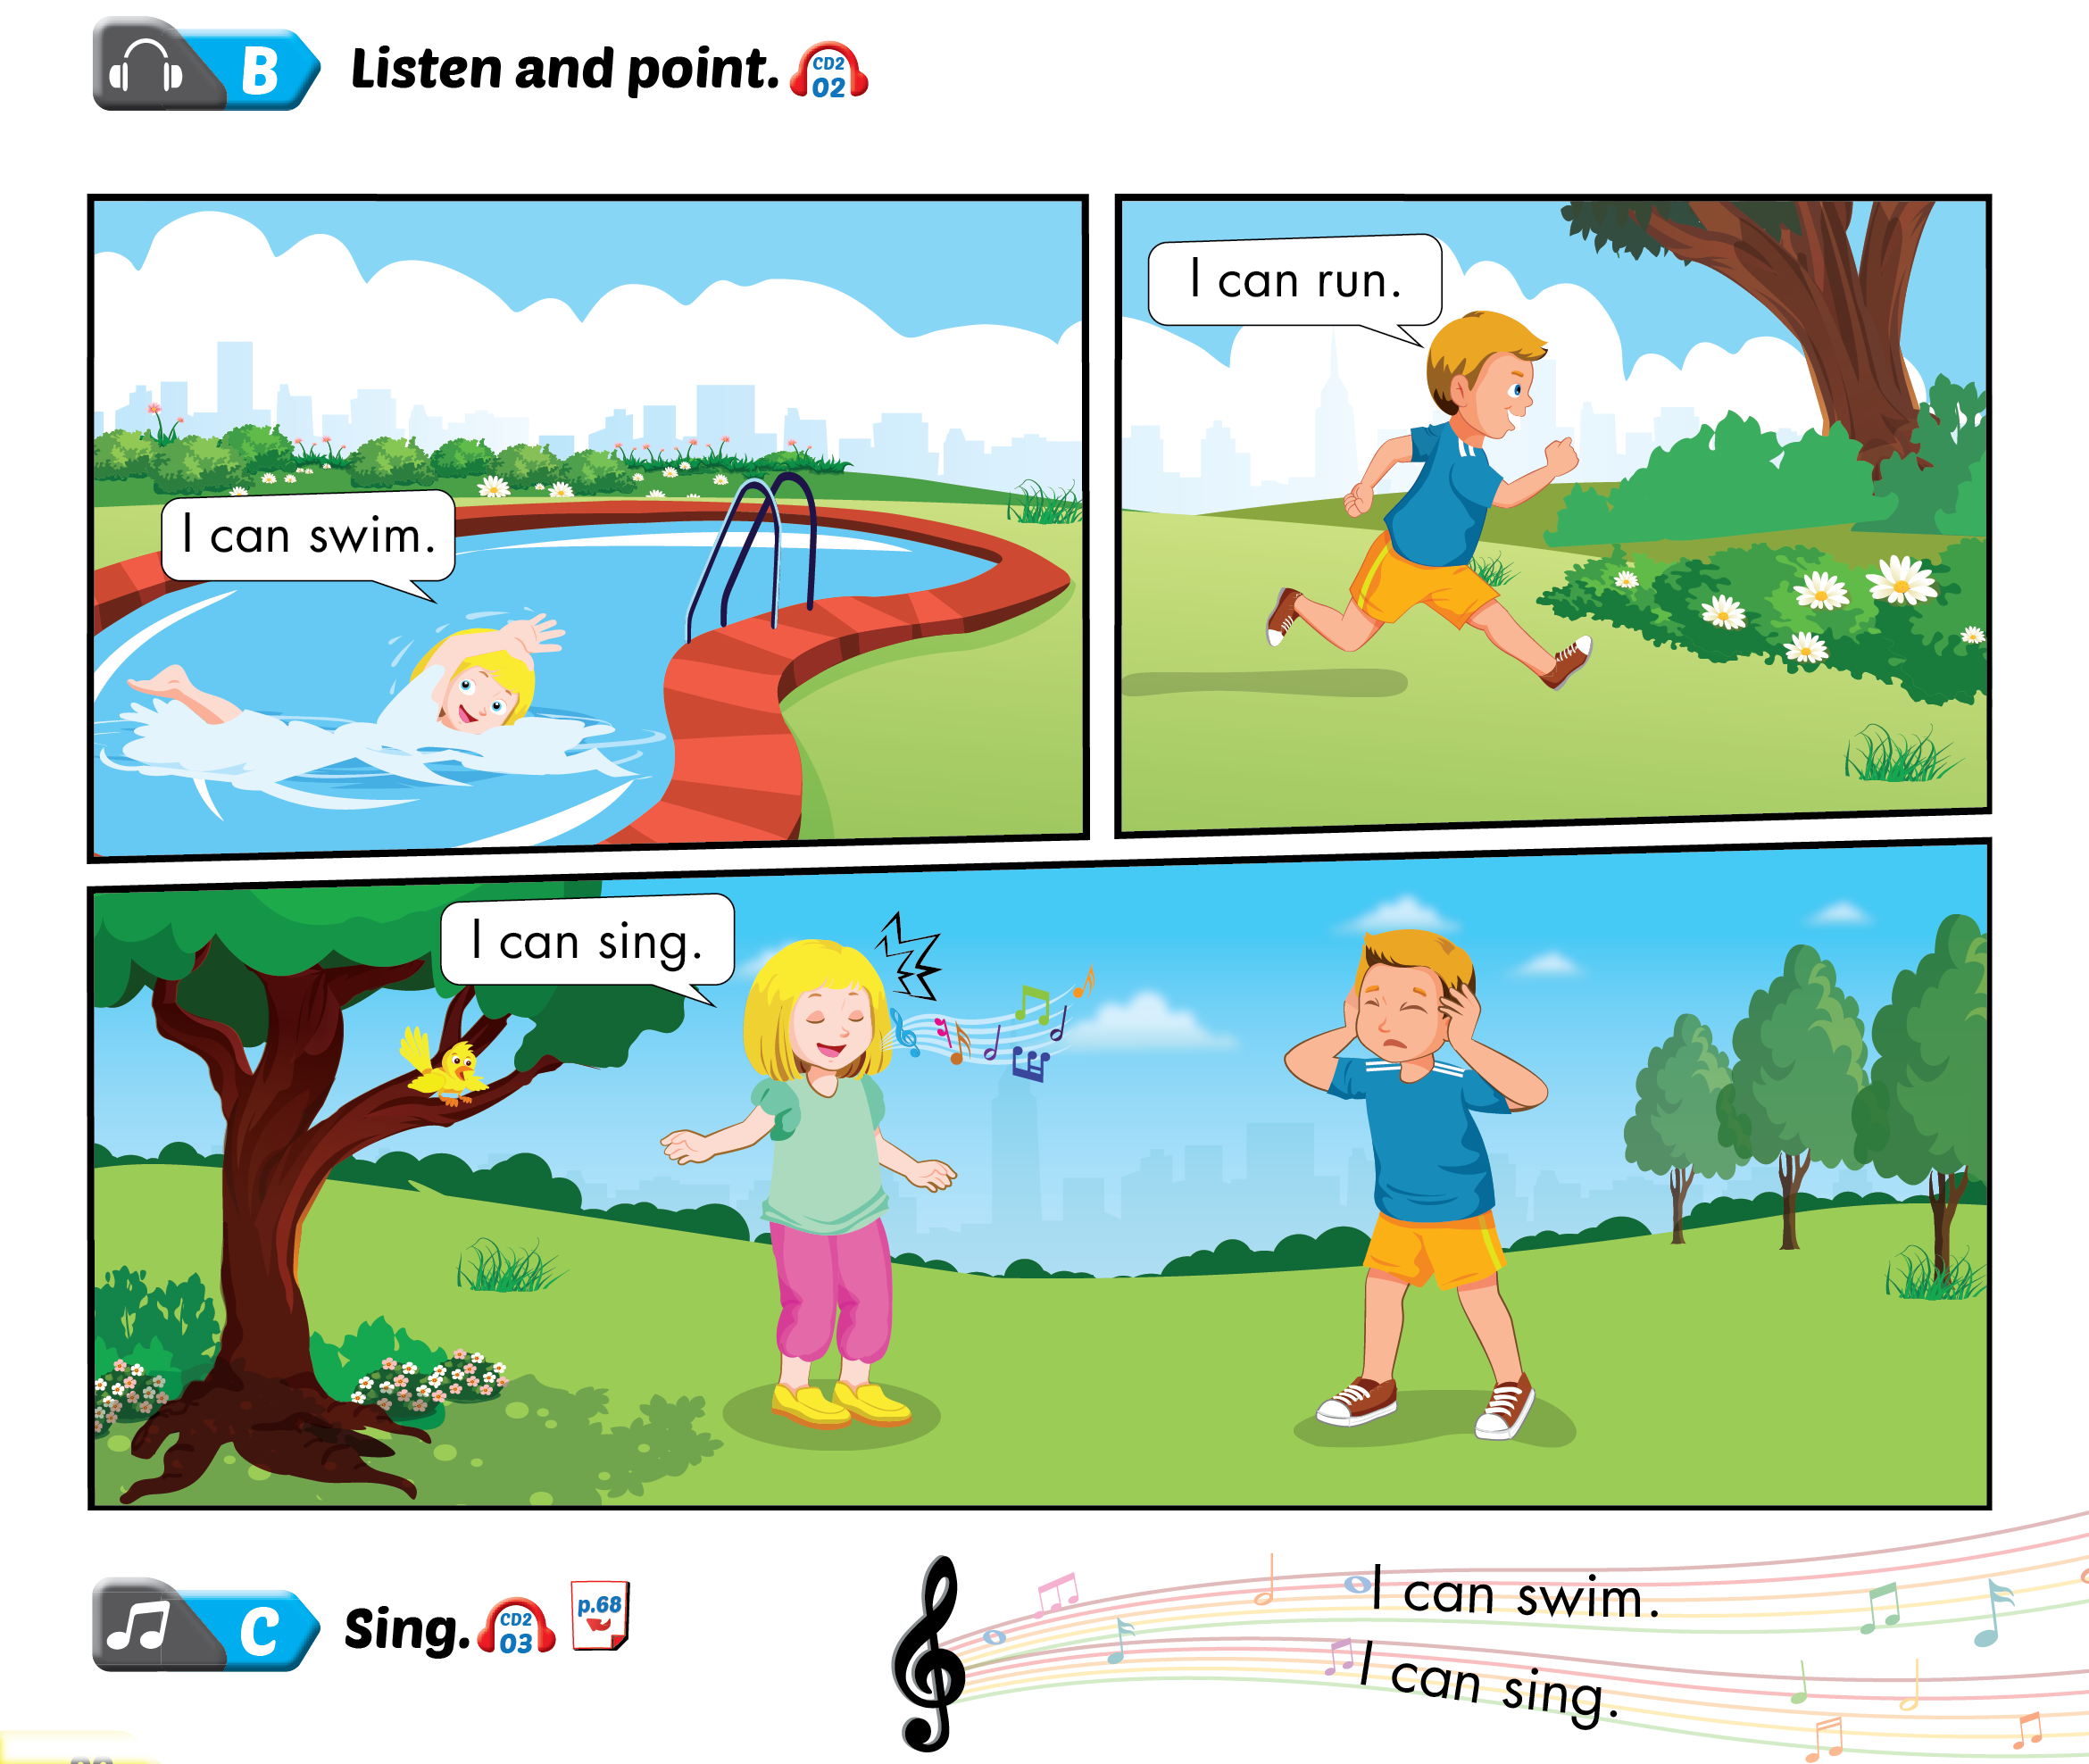 B Listen and point. CD2 02
I can swim.
I can run.
I can sing.
C Sing. CD2 03 p.68
I can swim.
I can sing.